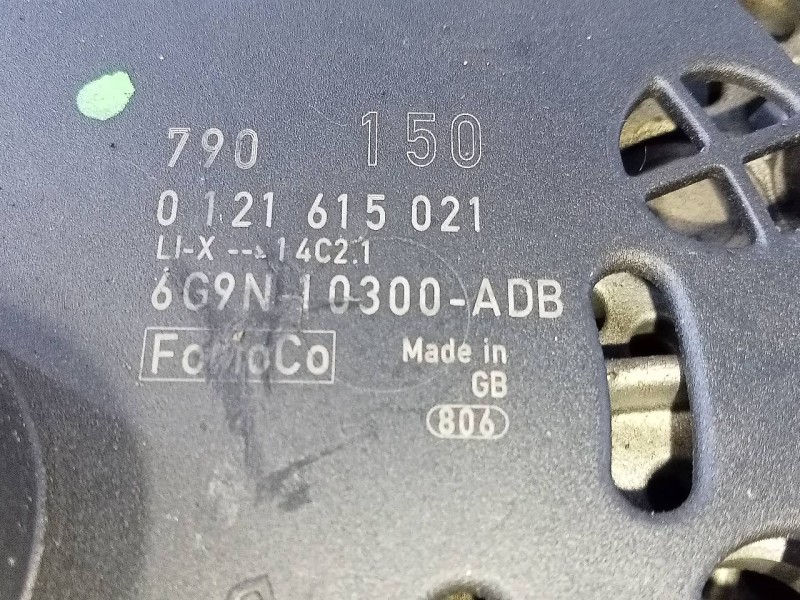 790 150
0 121 615 021
LI-X 14C2.1
6G9N-10300-ADB
FoMoCo
Made in
GB
806